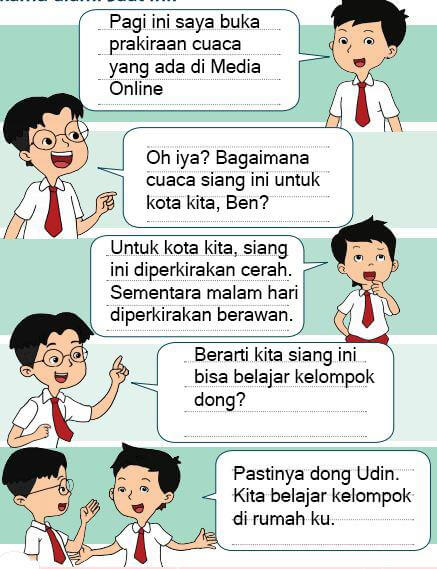 Pagi ini saya buka
prakiraan cuaca
yang ada di Media
Online
Oh iya? Bagaimana
cuaca siang ini untuk
kota kita, Ben?
Untuk kota kita, siang
ini diperkirakan cerah.
Sementara malam hari
diperkirakan berawan.
Berarti kita siang ini
bisa belajar kelompok
dong?
Pastinya dong Udin.
Kita belajar kelompok
di rumah ku.